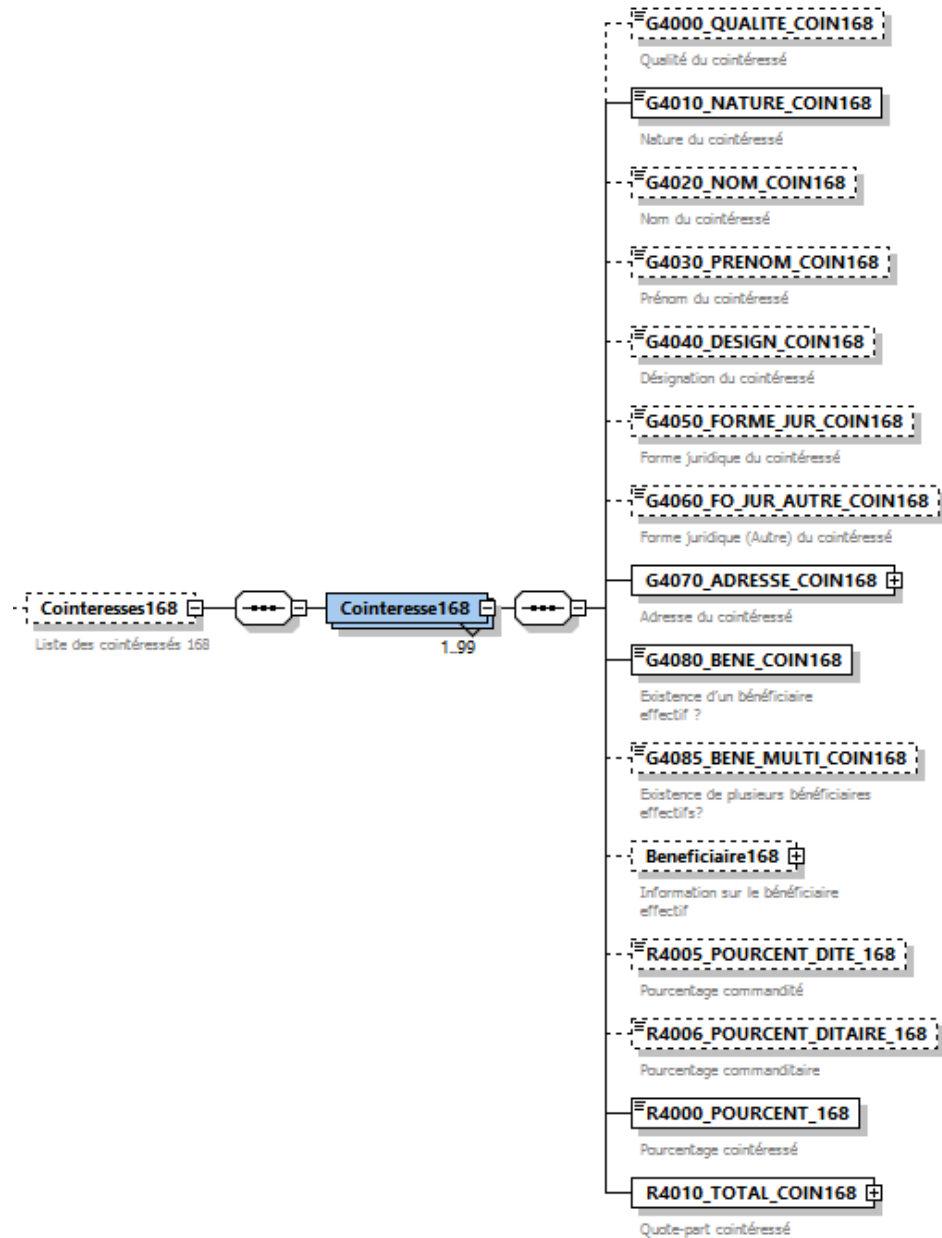 G4000_QUALITE_COIN168
Qualité du cointéressé
G4010_NATURE_COIN168
Nature du cointéressé
G4020_NOM_COIN168
Nom du cointéressé
G4030_PRENOM_COIN168
Prénom du cointéressé
G4040_DESIGN_COIN168
Désignation du cointéressé
G4050_FORME_JUR_COIN168
Forme juridique du cointéressé
G4060_FO_JUR_AUTRE_COIN168
Forme juridique (Autre) du cointéressé
Cointeresses168
Liste des cointéressés 168
Cointeresse168
1..99
G4070_ADRESSE_COIN168
Adresse du cointéressé
G4080_BENE_COIN168
Existence d'un bénéficiaire
effectif ?
G4085_BENE_MULTI_COIN168
Existence de plusieurs bénéficiaires
effectifs?
Beneficiaire168
Information sur le bénéficiaire
effectif
R4005_POURCENT_DITE_168
Pourcentage commandité
R4006_POURCENT_DITAIRE_168
Pourcentage commanditaire
R4000_POURCENT_168
Pourcentage cointéressé
R4010_TOTAL_COIN168
Quote-part cointéressé